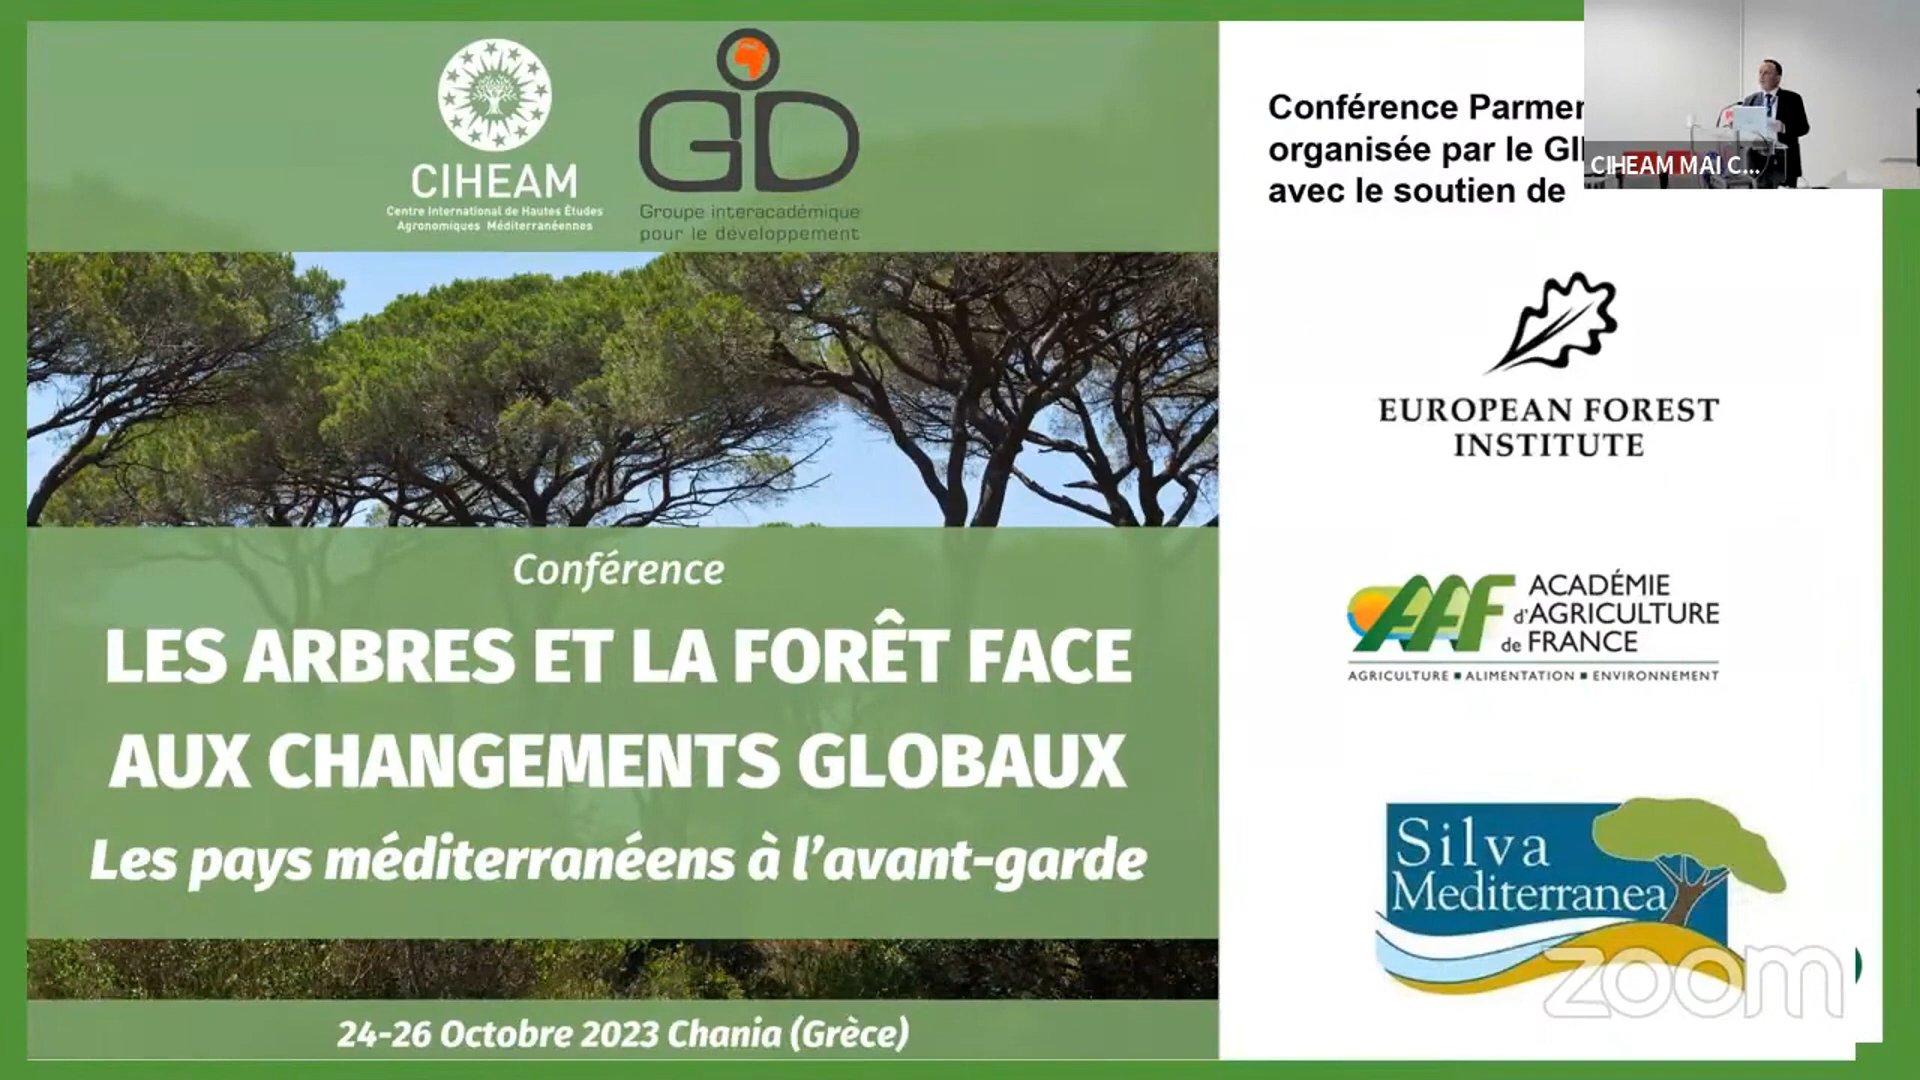 CIHEAM
Centre International de Hautes Études
Agronomiques Méditerranéennes
GID
Groupe interacadémique
pour le développement
Conférence
LES ARBRES ET LA FORÊT FACE
AUX CHANGEMENTS GLOBAUX
Les pays méditerranéens à l'avant-garde
24-26 Octobre 2023 Chania (Grèce)
Conférence Parmen
organisée par le GI
avec le soutien de
CIHEAM MAI C...
EUROPEAN FOREST
INSTITUTE
AAF ACADÉMIE
d'AGRICULTURE
de FRANCE
AGRICULTURE ▪ ALIMENTATION ▪ ENVIRONNEMENT
Silva
Mediterranea
zoom